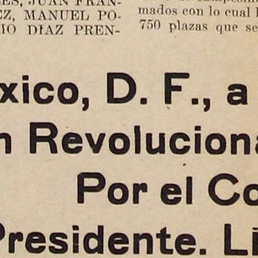 ES, JUAN FRAN-
EZ, MANUEL PO-
IO DIAZ PREN-
mados con lo cual
750 plazas que se
xico, D. F., a
n Revoluciona
Por el Co
Presidente. Li